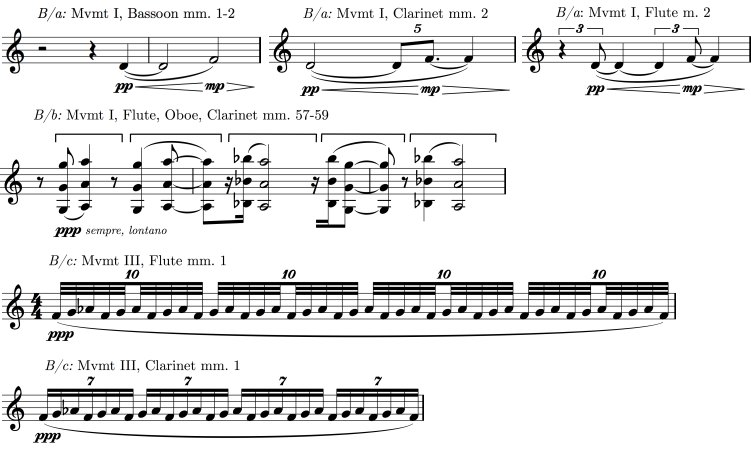 B/a: Mvmt I, Bassoon mm. 1-2
B/a: Mvmt I, Clarinet mm. 2
B/a: Mvmt I, Flute m. 2
5
3 3
pp mp
pp mp
pp mp
B/b: Mvmt I, Flute, Oboe, Clarinet mm. 57-59
ppp sempre, lontano
B/c: Mvmt III, Flute mm. 1
10 10 10 10
4
4
ppp
B/c: Mvmt III, Clarinet mm. 1
7 7 7 7
ppp